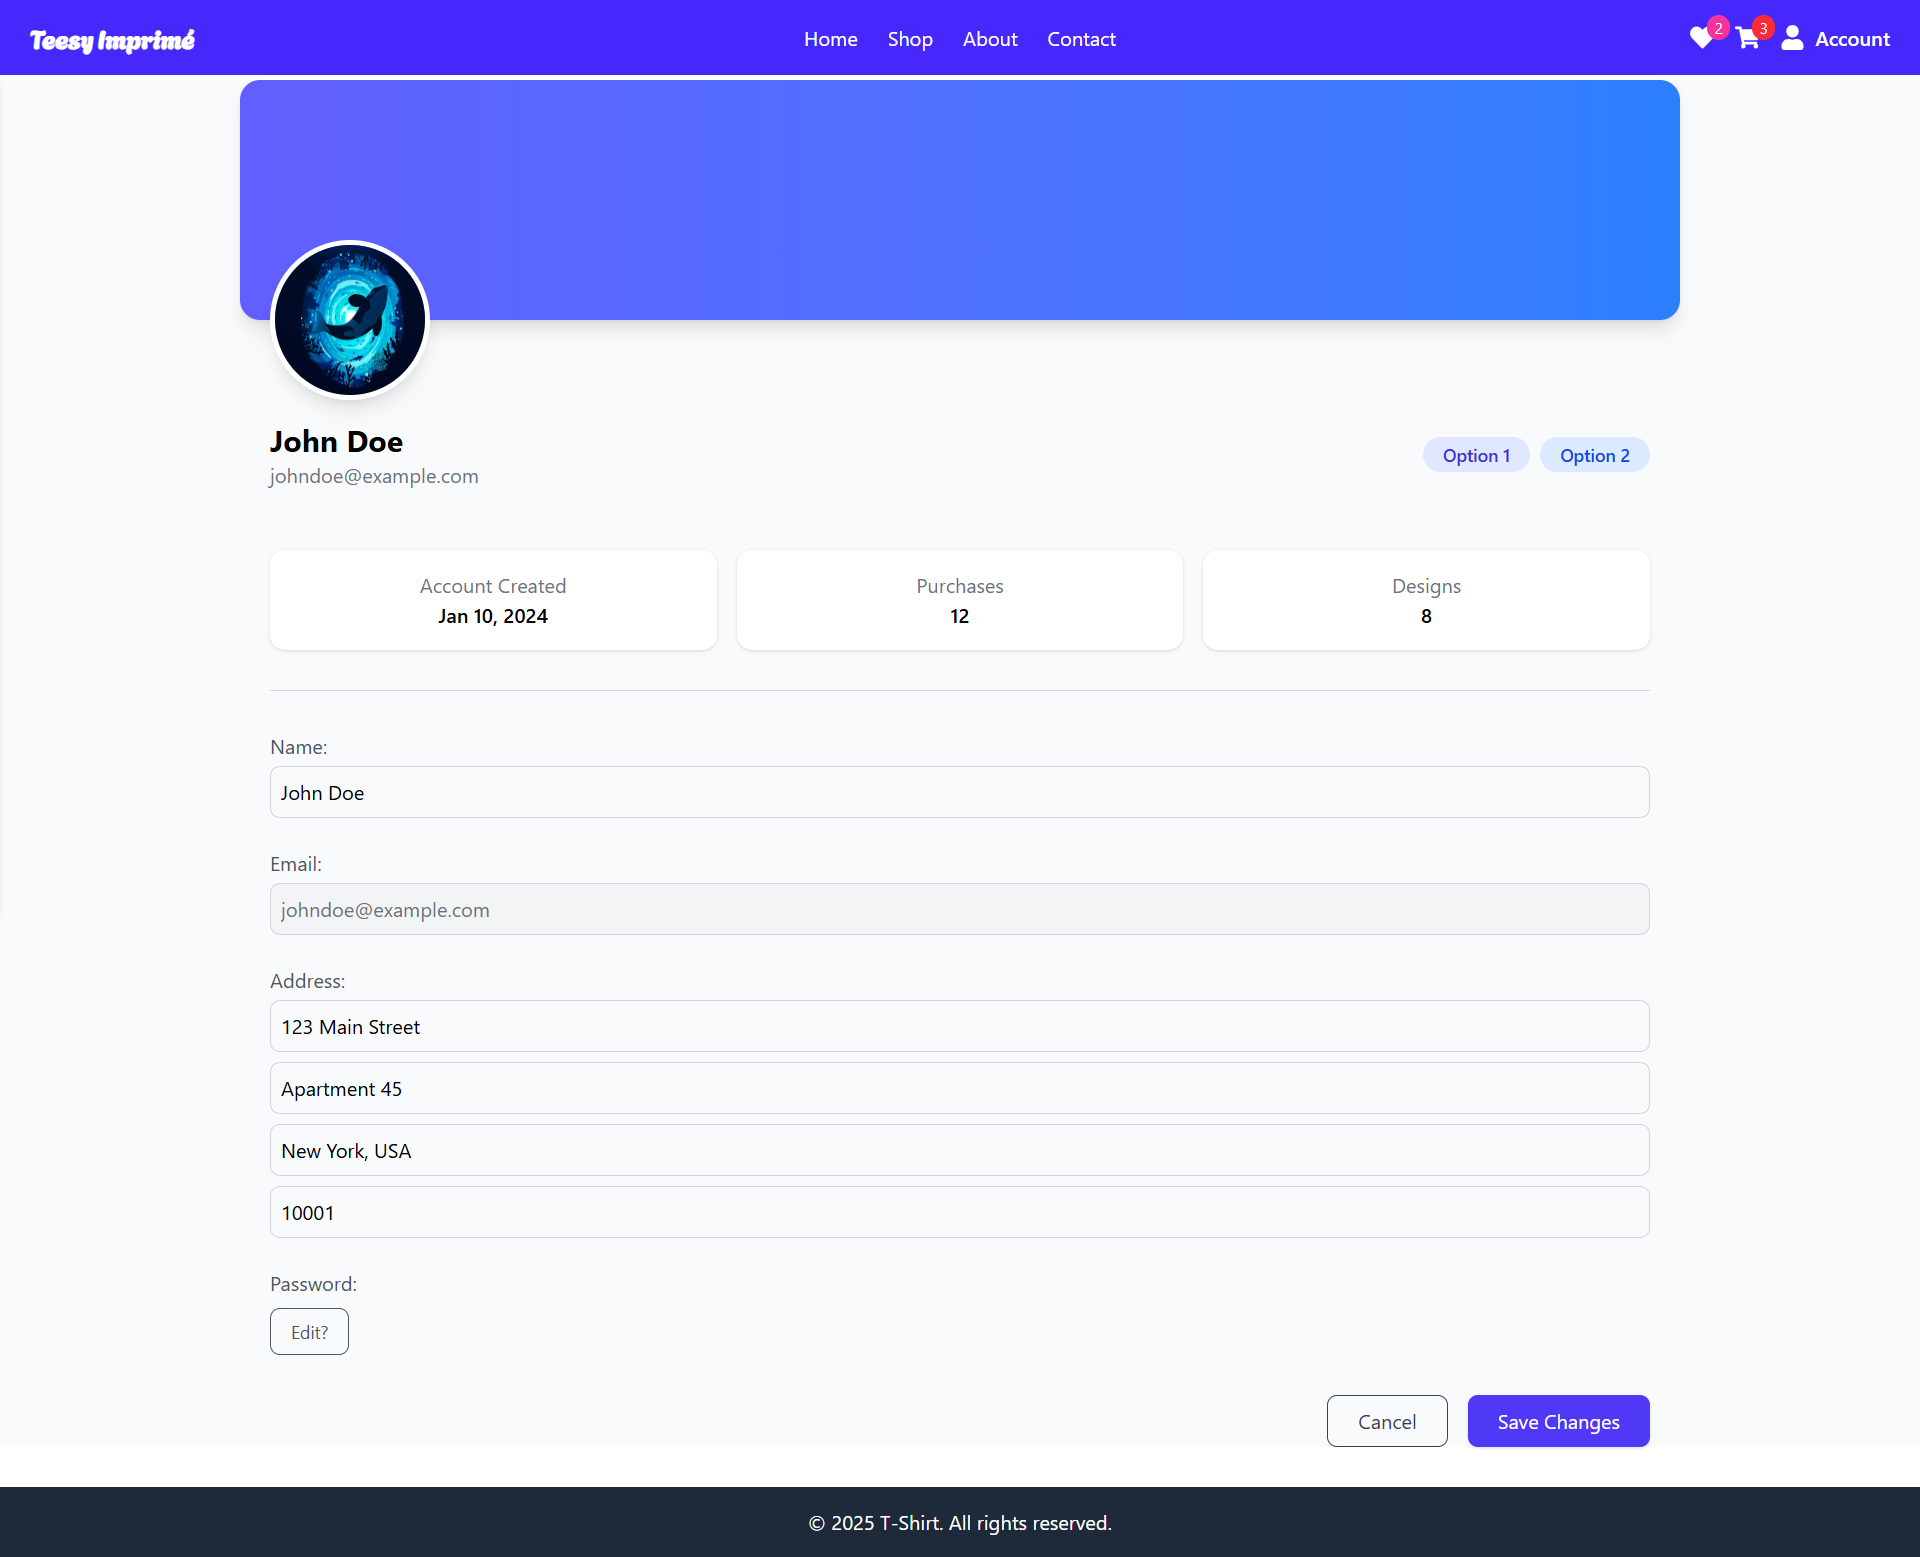 Teesy Imprimé
Home Shop About Contact
2 3 Account
John Doe
johndoe@example.com
Option 1 Option 2
Account Created
Jan 10, 2024
Purchases
12
Designs
8
Name:
John Doe
Email:
johndoe@example.com
Address:
123 Main Street
Apartment 45
New York, USA
10001
Password:
Edit?
Cancel Save Changes
© 2025 T-Shirt. All rights reserved.